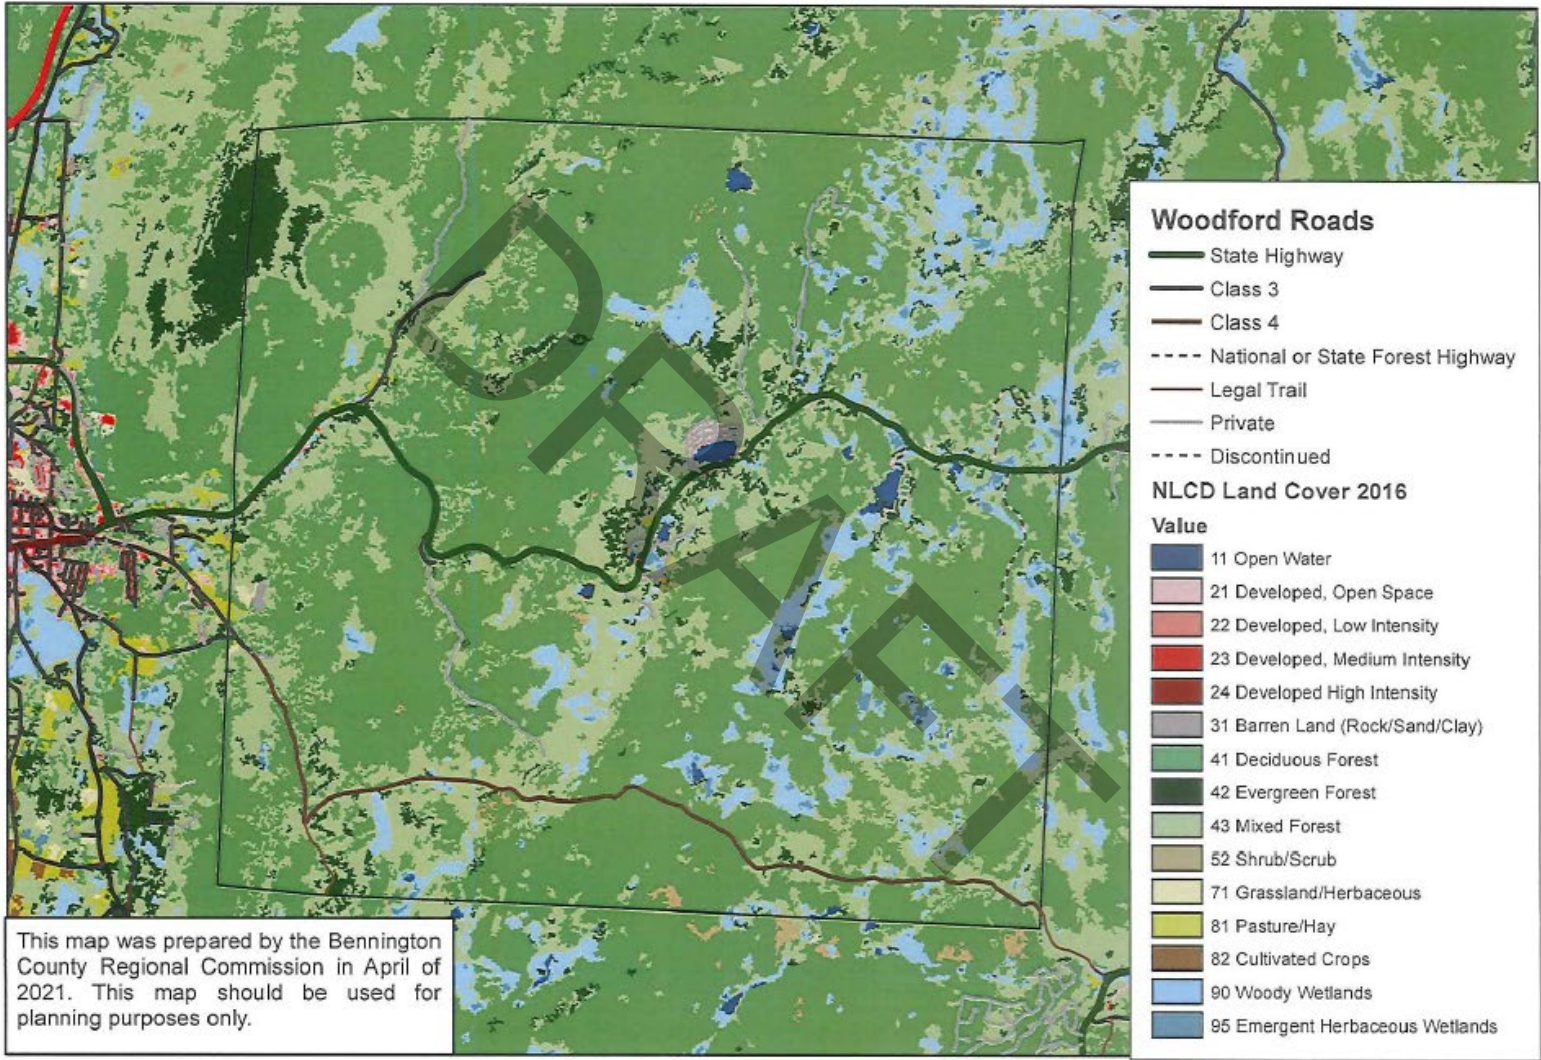 DRAFT
Woodford Roads
State Highway
Class 3
Class 4
National or State Forest Highway
Legal Trail
Private
Discontinued
NLCD Land Cover 2016
Value
11 Open Water
21 Developed, Open Space
22 Developed, Low Intensity
23 Developed, Medium Intensity
24 Developed High Intensity
31 Barren Land (Rock/Sand/Clay)
41 Deciduous Forest
42 Evergreen Forest
43 Mixed Forest
52 Shrub/Scrub
71 Grassland/Herbaceous
81 Pasture/Hay
82 Cultivated Crops
90 Woody Wetlands
95 Emergent Herbaceous Wetlands
This map was prepared by the Bennington
County Regional Commission in April of
2021. This map should be used for
planning purposes only.